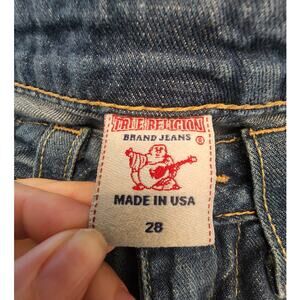 TRUE RELIGION
BRAND JEANS ®
MADE IN USA
28